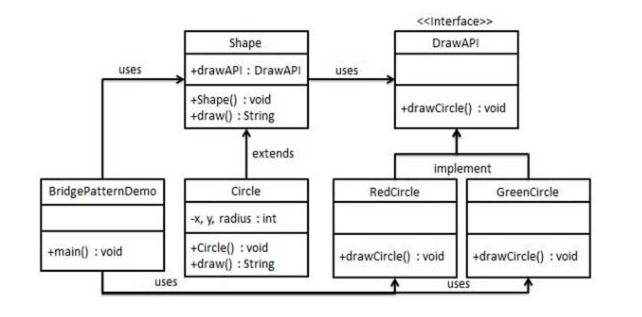 <<Interface>>
Shape
DrawAPI
+drawAPI : DrawAPI
uses
uses
+Shape() : void
+draw() : String
+drawCircle() : void
extends
implement
BridgePatternDemo
Circle
RedCircle
GreenCircle
-x, y, radius : int
+main() : void
+Circle() : void
+draw() : String
+drawCircle() : void
+drawCircle() : void
uses
uses